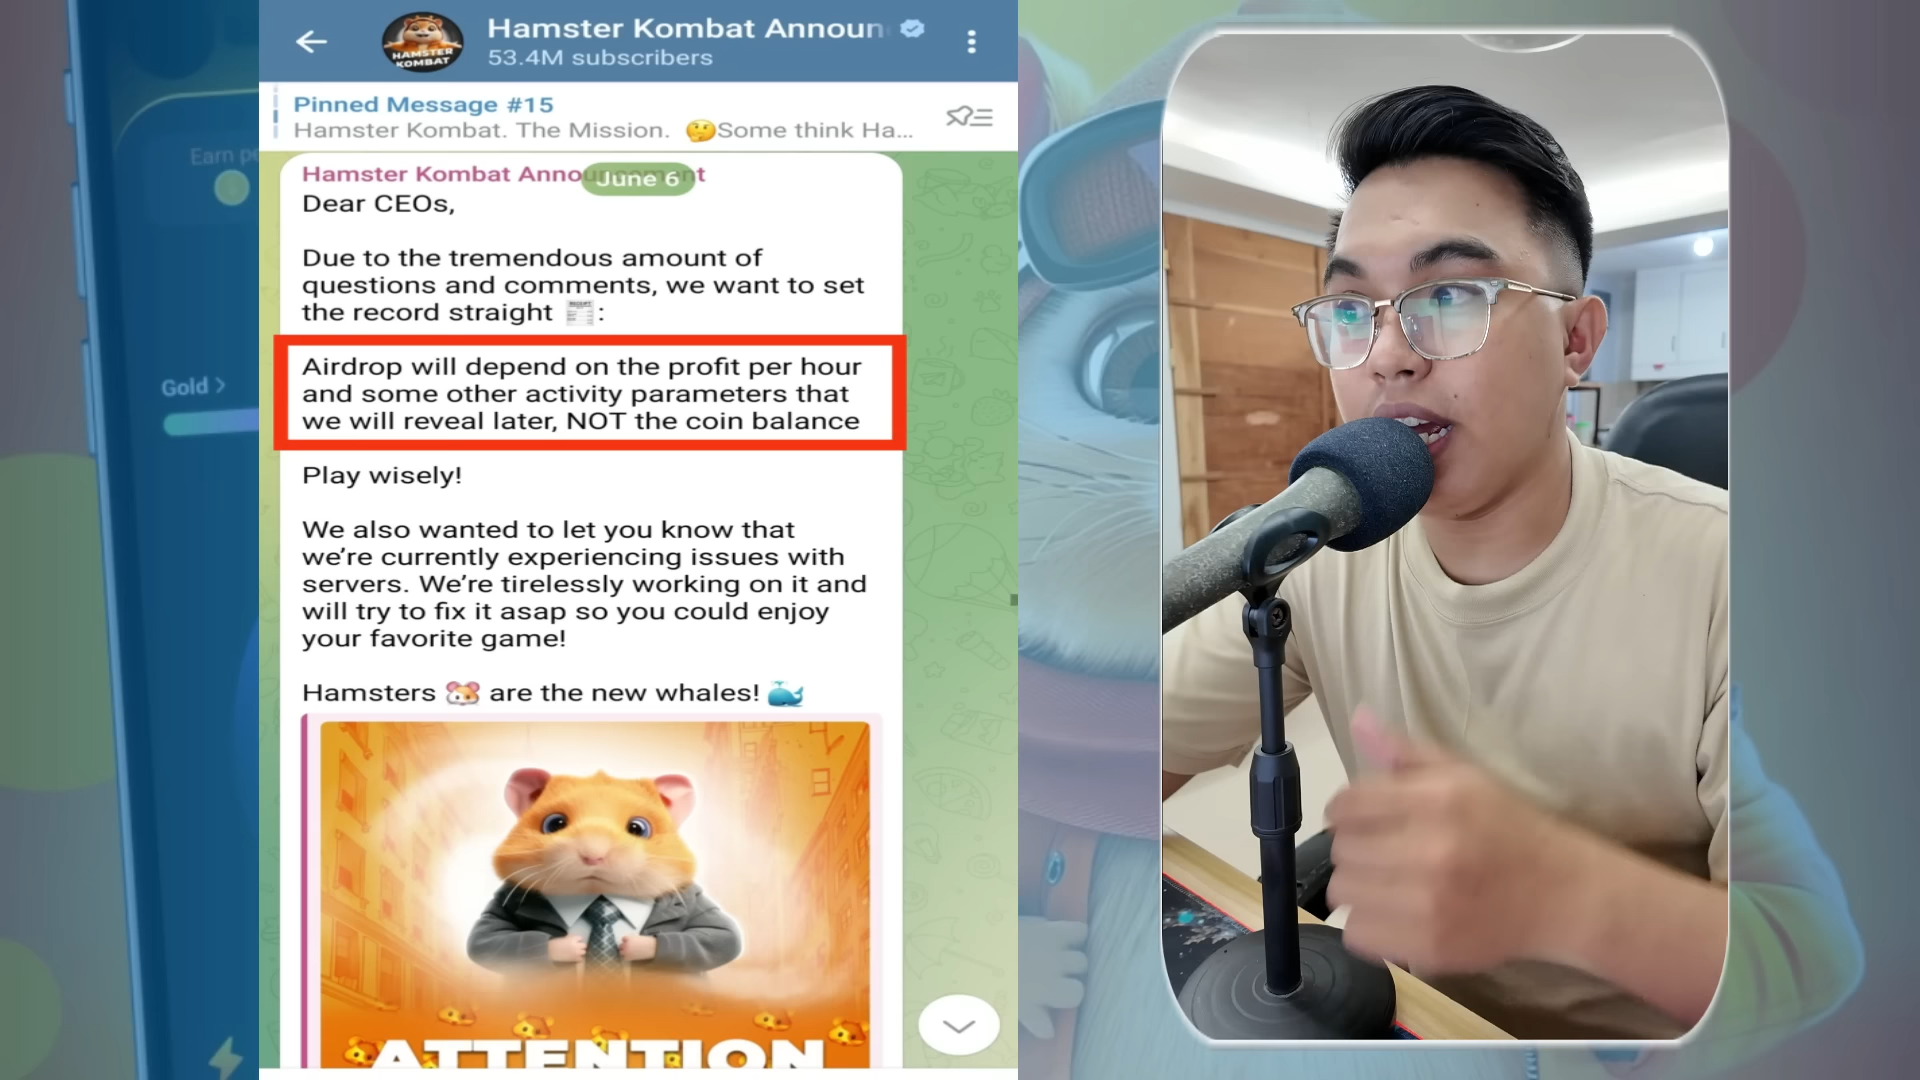 Hamster Kombat Announ
53.4M subscribers
HAMSTER
KOMBAT
Pinned Message #15
Hamster Kombat. The Mission. 🤔Some think Ha...
Hamster Kombat Announcement
June 6
Dear CEOs,
Due to the tremendous amount of
questions and comments, we want to set
the record straight 🧾:
Airdrop will depend on the profit per hour
and some other activity parameters that
we will reveal later, NOT the coin balance
Play wisely!
We also wanted to let you know that
we’re currently experiencing issues with
servers. We’re tirelessly working on it and
will try to fix it asap so you could enjoy
your favorite game!
Hamsters 🐹 are the new whales! 🐳
ATTENTION
Earn pe
Gold >